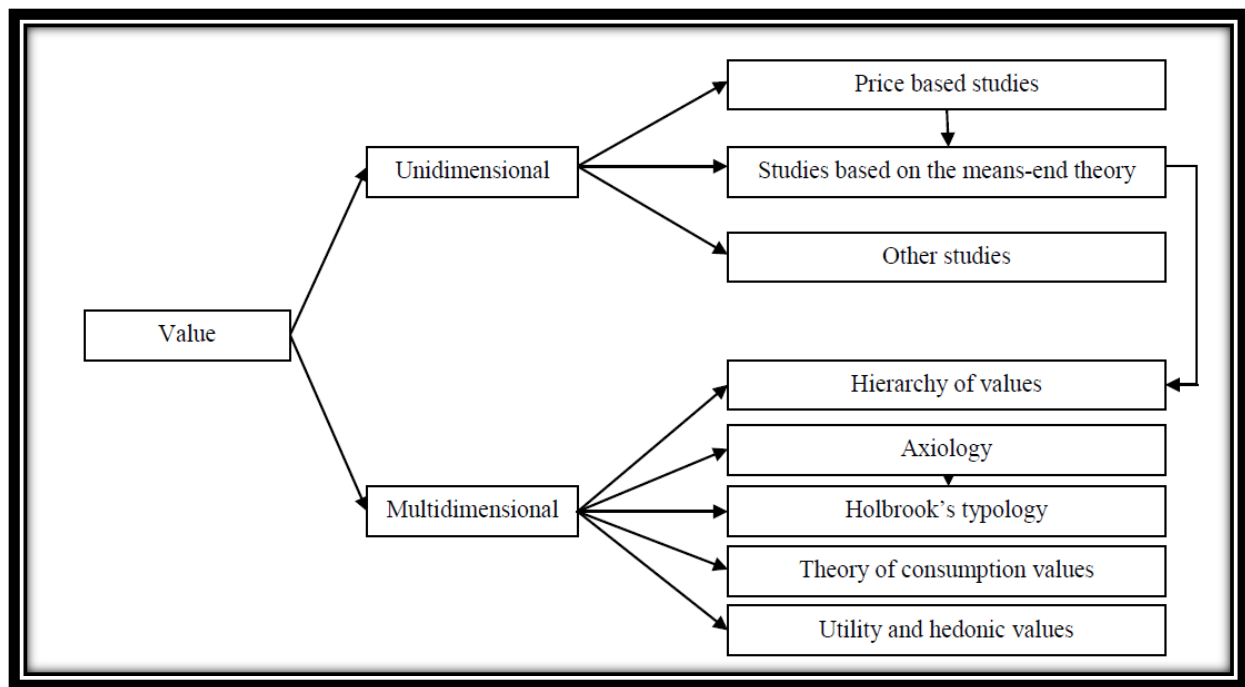 Price based studies
Unidimensional
Studies based on the means-end theory
Other studies
Value
Hierarchy of values
Axiology
Multidimensional
Holbrook’s typology
Theory of consumption values
Utility and hedonic values